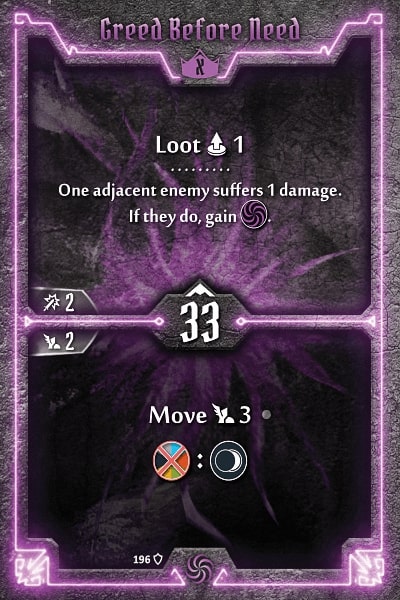 Greed Before Need
X
Loot 1
One adjacent enemy suffers 1 damage.
If they do, gain .
2
33
2
Move 3
:
196